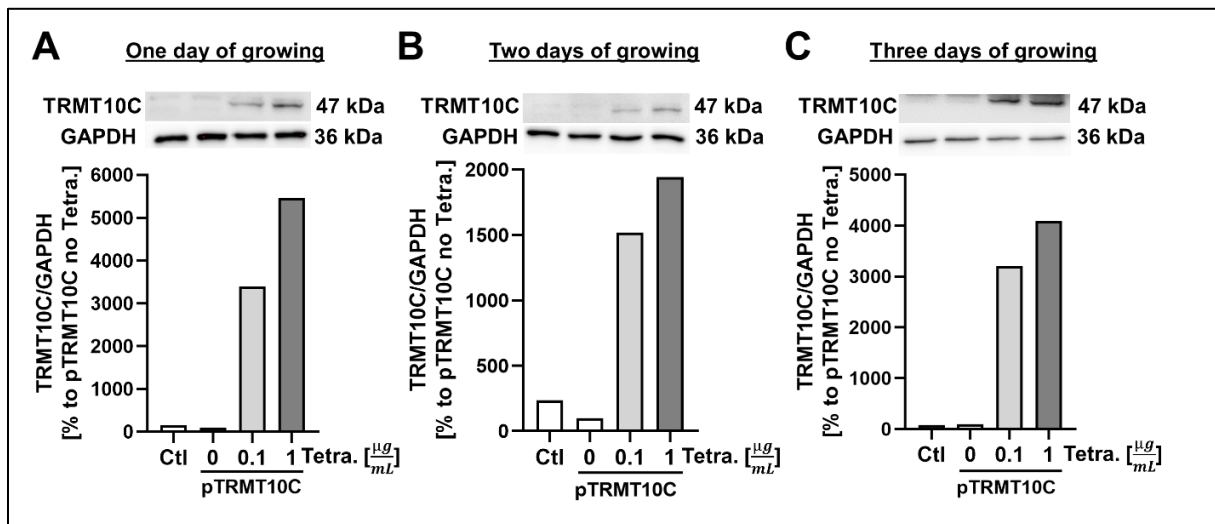 A One day of growing
TRMT10C 47 kDa
GAPDH 36 kDa
TRMT10C/GAPDH
[% to pTRMT10C no Tetra.]
6000
5000
4000
3000
2000
1000
0
Ctl 0 0.1 1 Tetra. [μg/mL]
pTRMT10C
B Two days of growing
TRMT10C 47 kDa
GAPDH 36 kDa
TRMT10C/GAPDH
[% to pTRMT10C no Tetra.]
2000
1500
1000
500
0
Ctl 0 0.1 1 Tetra. [μg/mL]
pTRMT10C
C Three days of growing
TRMT10C 47 kDa
GAPDH 36 kDa
TRMT10C/GAPDH
[% to pTRMT10C no Tetra.]
5000
4000
3000
2000
1000
0
Ctl 0 0.1 1 Tetra. [μg/mL]
pTRMT10C